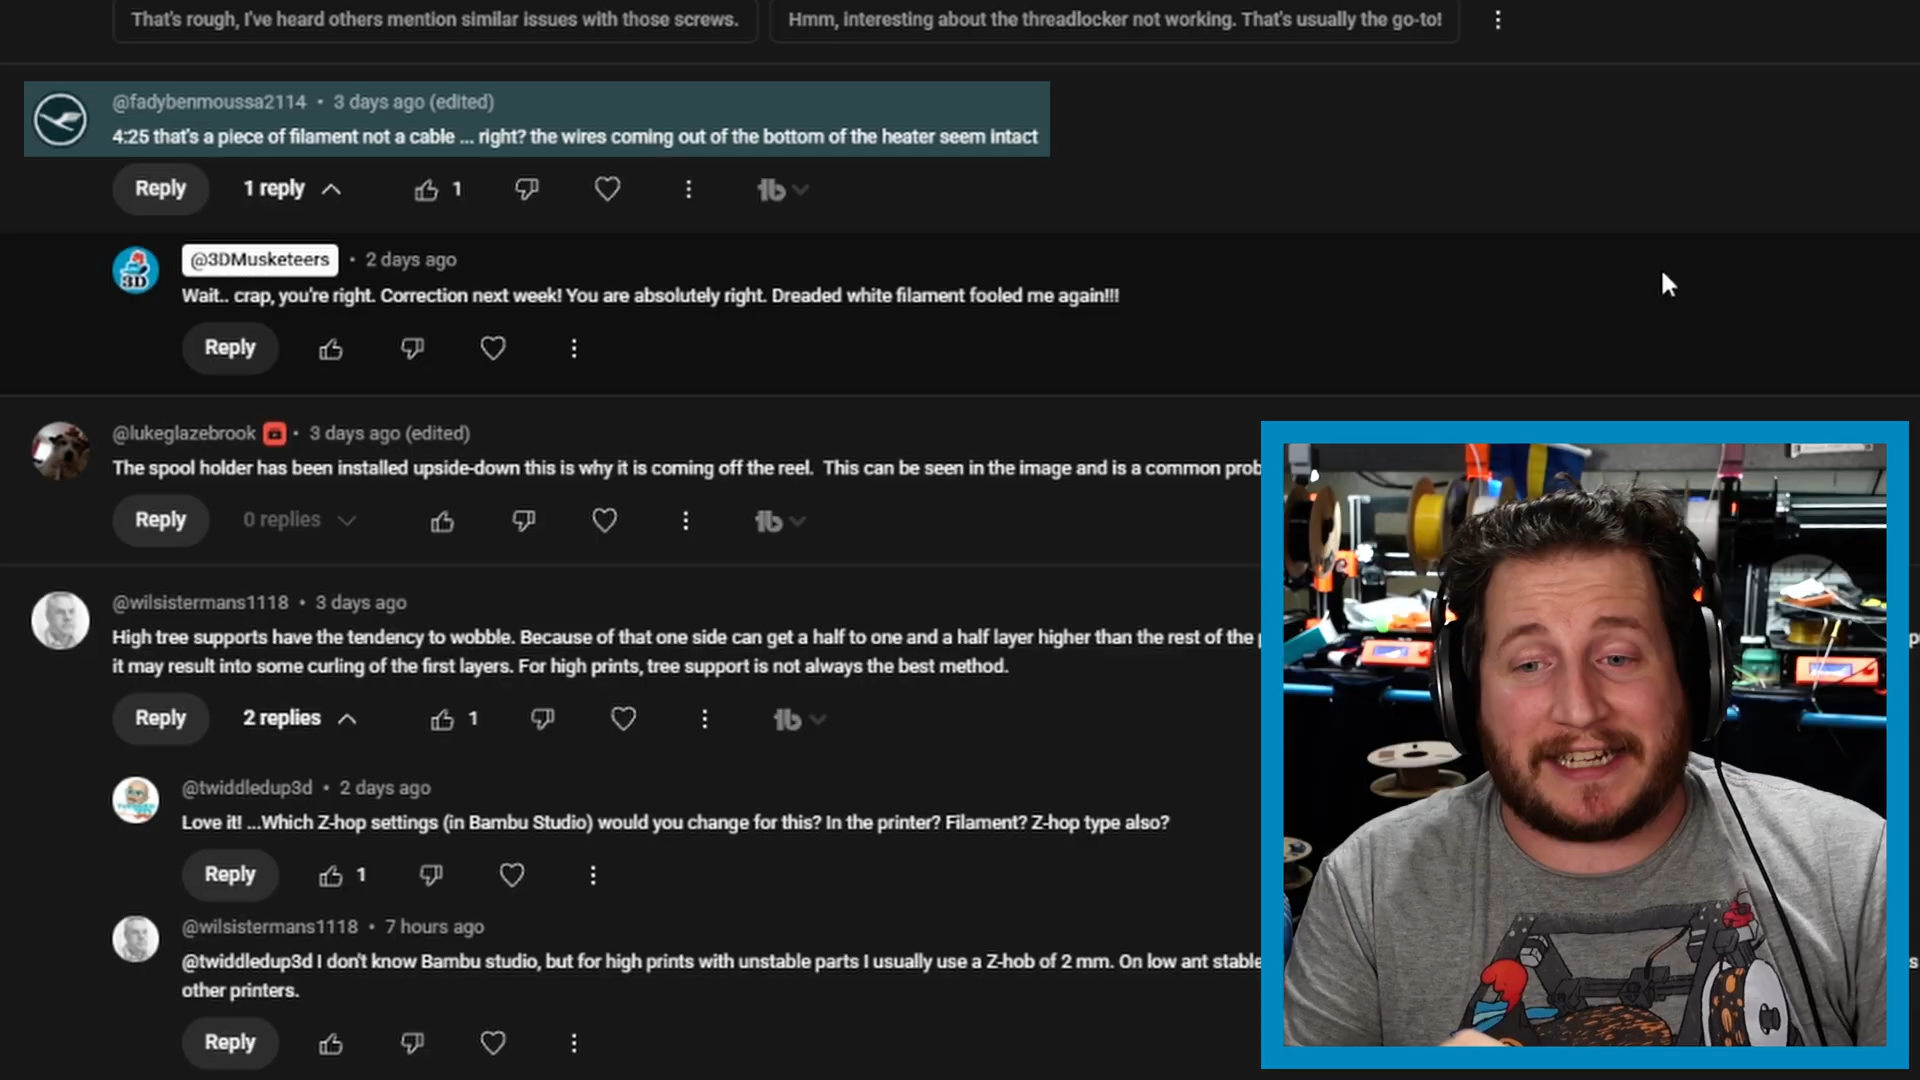 That's rough, I've heard others mention similar issues with those screws.
Hmm, interesting about the threadlocker not working. That's usually the go-to!
@fadybenmoussa2114 • 3 days ago (edited)
4:25 that's a piece of filament not a cable ... right? the wires coming out of the bottom of the heater seem intact
Reply 1 reply 1
@3DMusketeers • 2 days ago
3D
Wait.. crap, you're right. Correction next week! You are absolutely right. Dreaded white filament fooled me again!!!
Reply
@lukeglazebrook • 3 days ago (edited)
The spool holder has been installed upside-down this is why it is coming off the reel. This can be seen in the image and is a common prob
Reply 0 replies
@wilsistermans1118 • 3 days ago
High tree supports have the tendency to wobble. Because of that one side can get a half to one and a half layer higher than the rest of the
it may result into some curling of the first layers. For high prints, tree support is not always the best method.
Reply 2 replies 1
@twiddledup3d • 2 days ago
Love it! ...Which Z-hop settings (in Bambu Studio) would you change for this? In the printer? Filament? Z-hop type also?
Reply 1
@wilsistermans1118 • 7 hours ago
@twiddledup3d I don't know Bambu studio, but for high prints with unstable parts I usually use a Z-hob of 2 mm. On low ant stable
other printers.
Reply